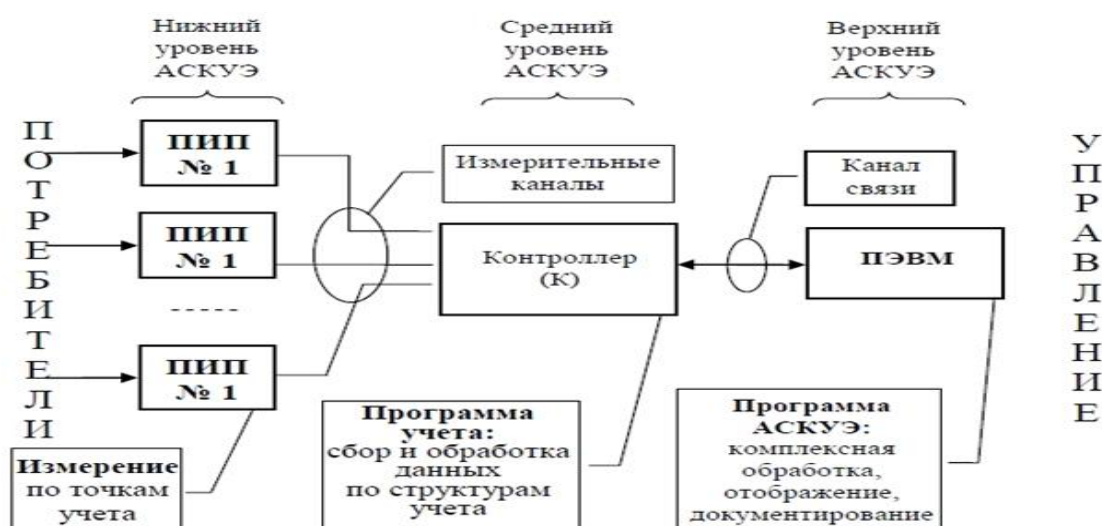 Нижний
уровень
АСКУЭ
Средний
уровень
АСКУЭ
Верхний
уровень
АСКУЭ
ПОТРЕБИТЕЛИ
ПИП
№ 1
ПИП
№ 1
- - - - -
ПИП
№ 1
Измерение
по точкам
учета
Измерительные
каналы
Контроллер
(К)
Программа
учета:
сбор и обработка
данных
по структурам
учета
Канал
связи
ПЭВМ
Программа
АСКУЭ:
комплексная
обработка,
отображение,
документирование
УПРАВЛЕНИЕ